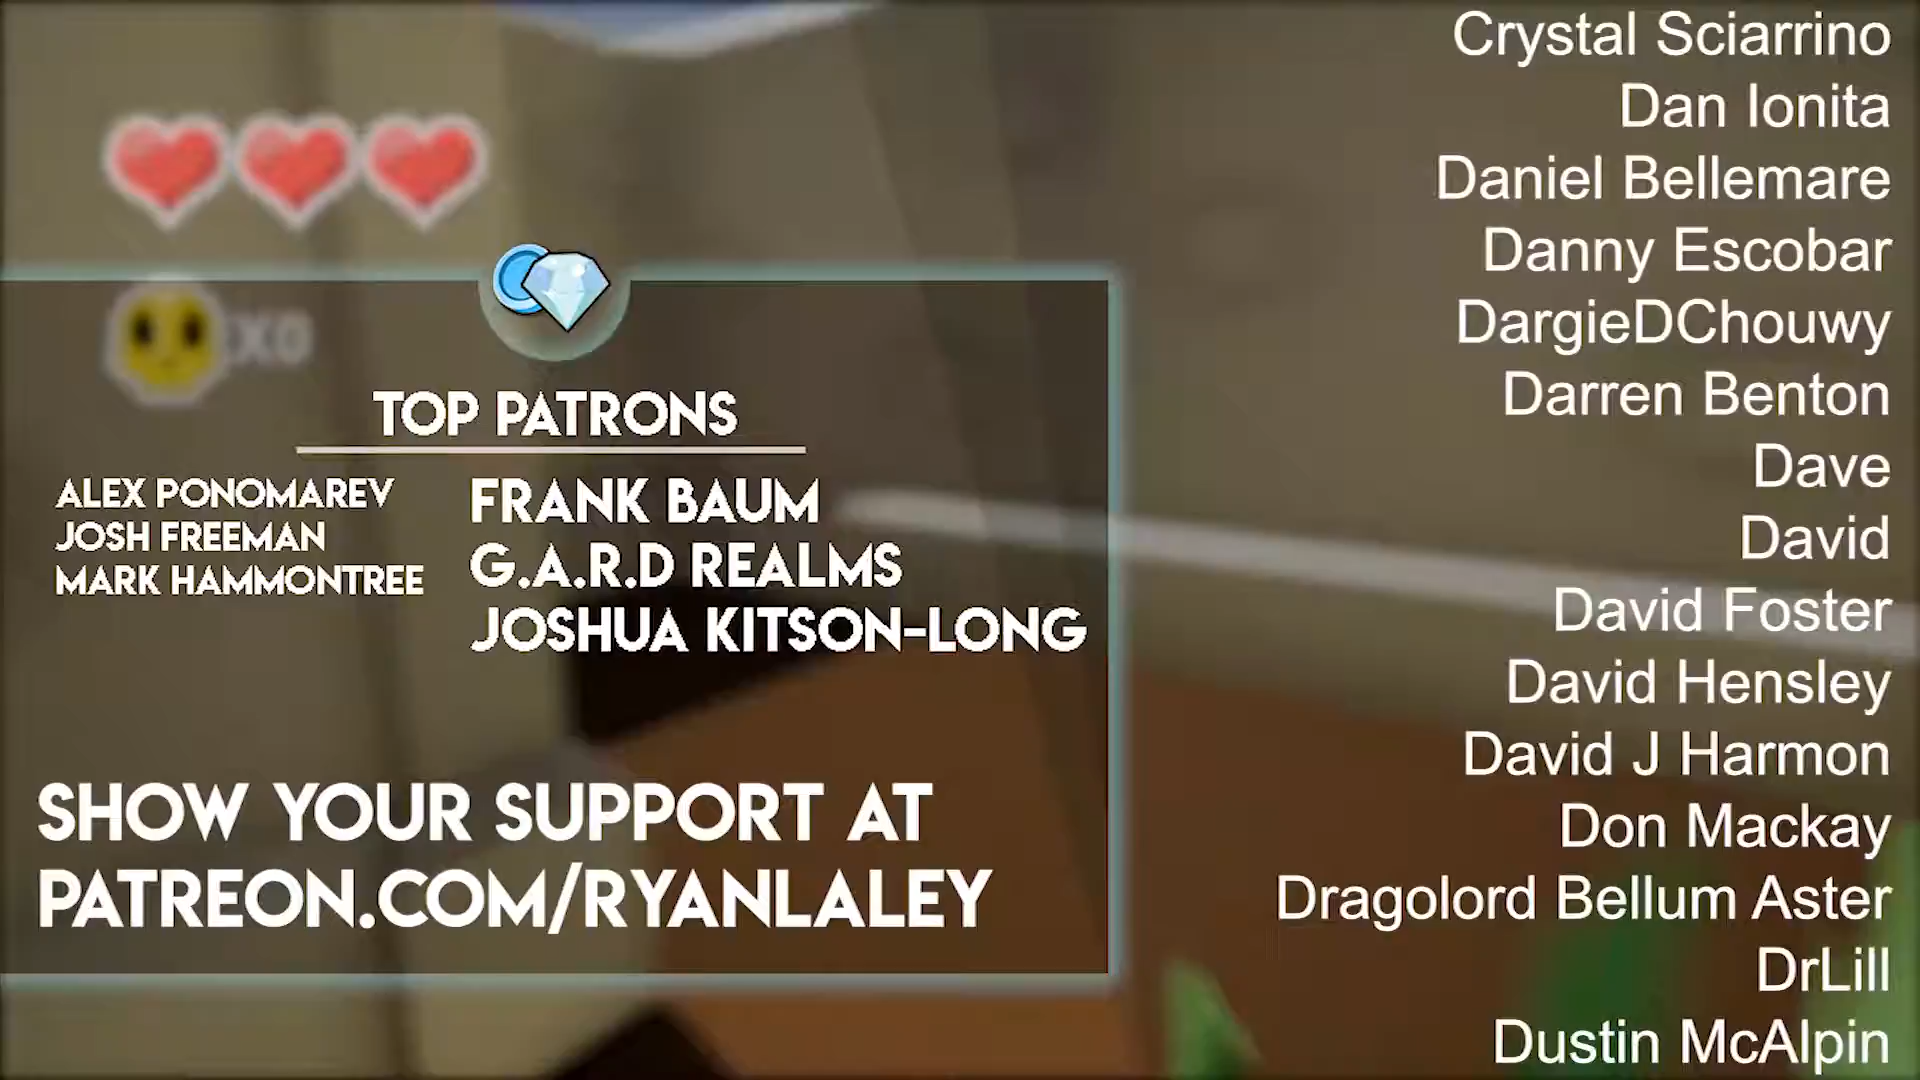 X0
TOP PATRONS
ALEX PONOMAREV
JOSH FREEMAN
MARK HAMMONTREE
FRANK BAUM
G.A.R.D REALMS
JOSHUA KITSON-LONG
SHOW YOUR SUPPORT AT
PATREON.COM/RYANLALEY
Crystal Sciarrino
Dan Ionita
Daniel Bellemare
Danny Escobar
DargieDChouwy
Darren Benton
Dave
David
David Foster
David Hensley
David J Harmon
Don Mackay
Dragolord Bellum Aster
DrLill
Dustin McAlpin